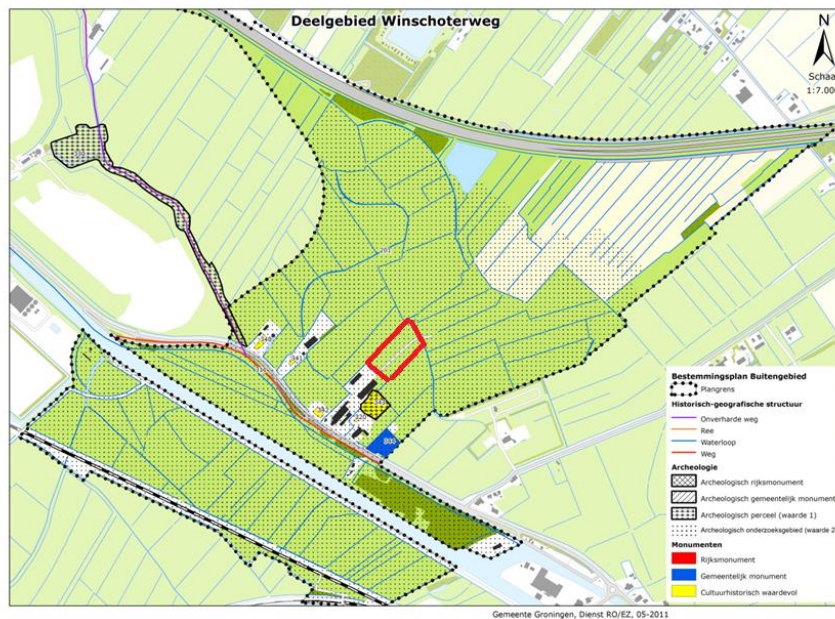 Deelgebied Winschoterweg
N
Schaa
1:7.00
Bestemmingsplan Buitengebied
Plangrens
Historisch-geografische structuur
Onverharde weg
Ree
Waterloop
Weg
Archeologie
Archeologisch rijksmonument
Archeologisch gemeentelijk monument
Archeologisch perceel (waarde 1)
Archeologisch onderzoeksgebied (waarde 2
Monumenten
Rijksmonument
Gemeentelijk monument
Cultuurhistorisch waardevol
Gemeente Groningen, Dienst RO/EZ, 05-2011